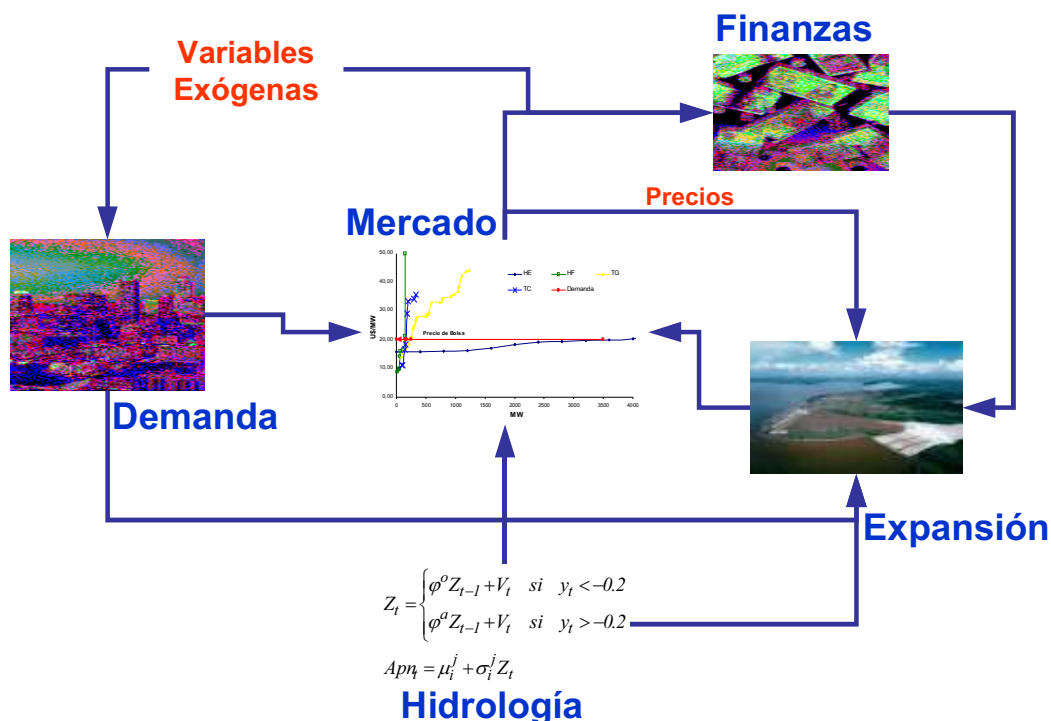 Finanzas
Variables
Exógenas
Precios
Mercado
50,00
40,00
30,00
20,00
10,00
0,00
U$/MW
HE
HF
TG
TC
Demanda
Precio de Bolsa
0
500
1000
1500
2000
2500
3000
3500
4000
MW
Demanda
Expansión
Z_t = { φ^o Z_{t-1} + V_t si y_t < -0.2
φ^a Z_{t-1} + V_t si y_t > -0.2
Apn_t = μ_i^j + σ_i^j Z_t
Hidrología